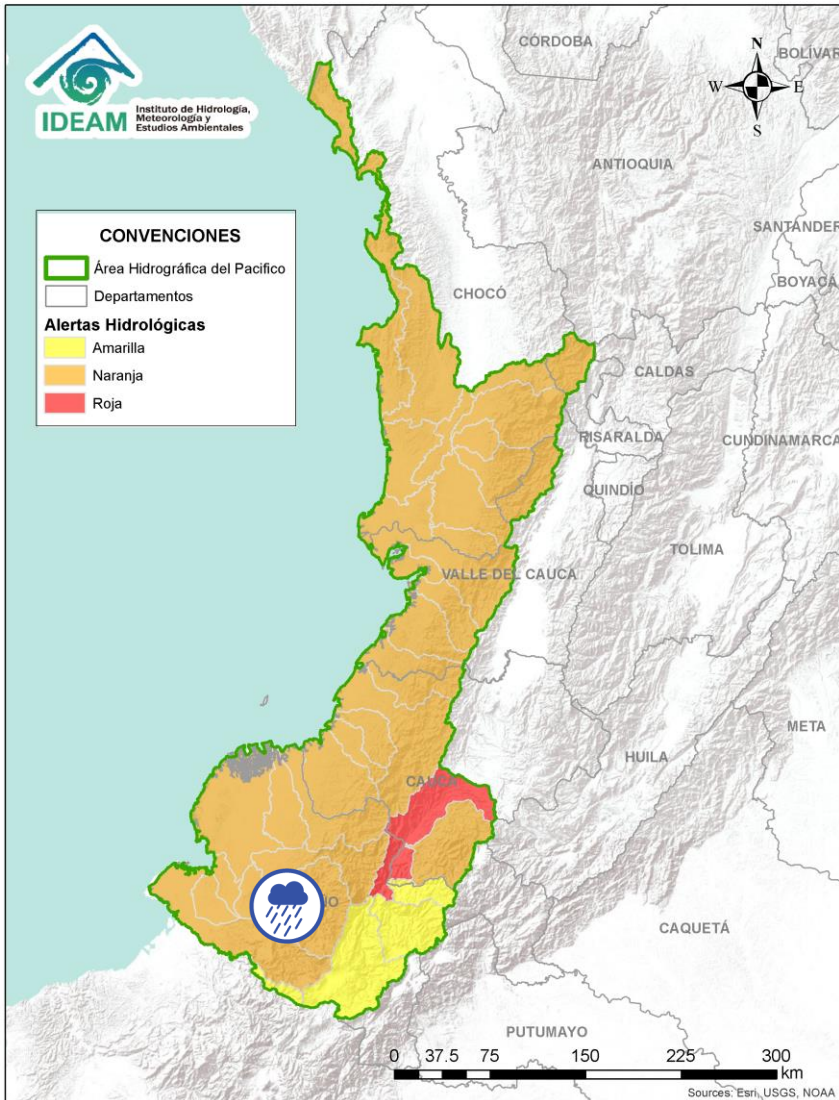 IDEAM
Instituto de Hidrología,
Meteorología y
Estudios Ambientales
CÓRDOBA
BOLÍVAR
N
W
E
S
ANTIOQUIA
SANTANDER
BOYACÁ
CONVENCIONES
Área Hidrográfica del Pacifico
Departamentos
Alertas Hidrológicas
Amarilla
Naranja
Roja
CHOCÓ
CALDAS
RISARALDA
CUNDINAMARCA
QUINDÍO
TOLIMA
VALLE DEL CAUCA
META
HUILA
CAUCA
CAQUETÁ
PUTUMAYO
0 37.5 75 150 225 300
km
Sources: Esri, USGS, NOAA